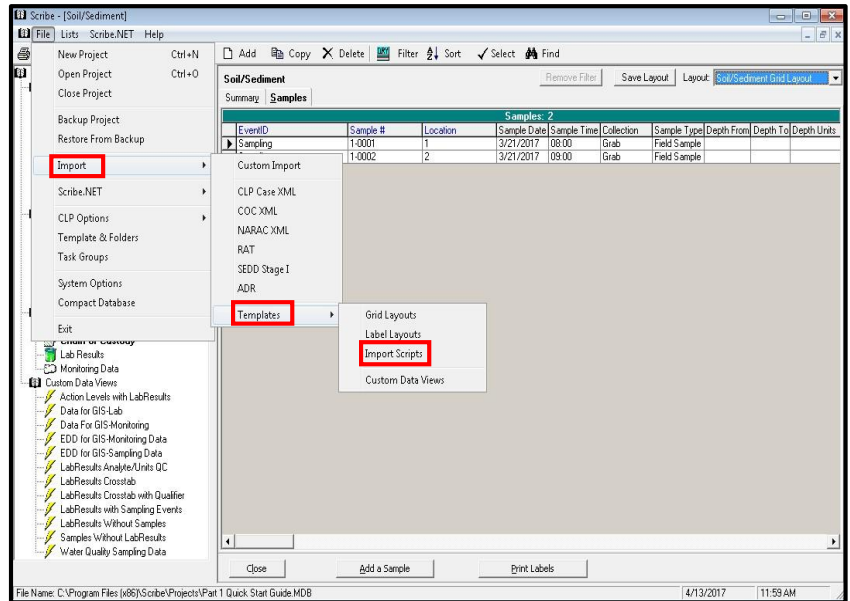 Scribe - [Soil/Sediment]
File Lists Scribe.NET Help
Add Copy Delete Filter Sort Select Find
New Project Ctrl+N
Open Project Ctrl+O
Close Project
Backup Project
Restore From Backup
Import
Scribe.NET
CLP Options
Template & Folders
Task Groups
System Options
Compact Database
Exit
Custom Import
CLP Case XML
COC XML
NARAC XML
RAT
SEDD Stage I
ADR
Templates
Grid Layouts
Label Layouts
Import Scripts
Custom Data Views
Soil/Sediment Remove Filter Save Layout Layout: Soil/Sediment Grid Layout
Summary Samples
Samples: 2
EventID Sample # Location Sample Date Sample Time Collection Sample Type Depth From Depth To Depth Units
Sampling 1-0001 1 3/21/2017 08:00 Grab Field Sample
1-0002 2 3/21/2017 09:00 Grab Field Sample
Chain of Custody
Lab Results
Monitoring Data
Custom Data Views
Action Levels with LabResults
Data for GIS-Lab
Data For GIS-Monitoring
EDD for GIS-Monitoring Data
EDD for GIS-Sampling Data
LabResults Analyte/Units QC
LabResults Crosstab
LabResults Crosstab with Qualifier
LabResults with Sampling Events
LabResults Without Samples
Samples Without LabResults
Water Quality Sampling Data
Close Add a Sample Print Labels
File Name: C:\Program Files (x86)\Scribe\Projects\Part 1 Quick Start Guide.MDB 4/13/2017 11:59 AM